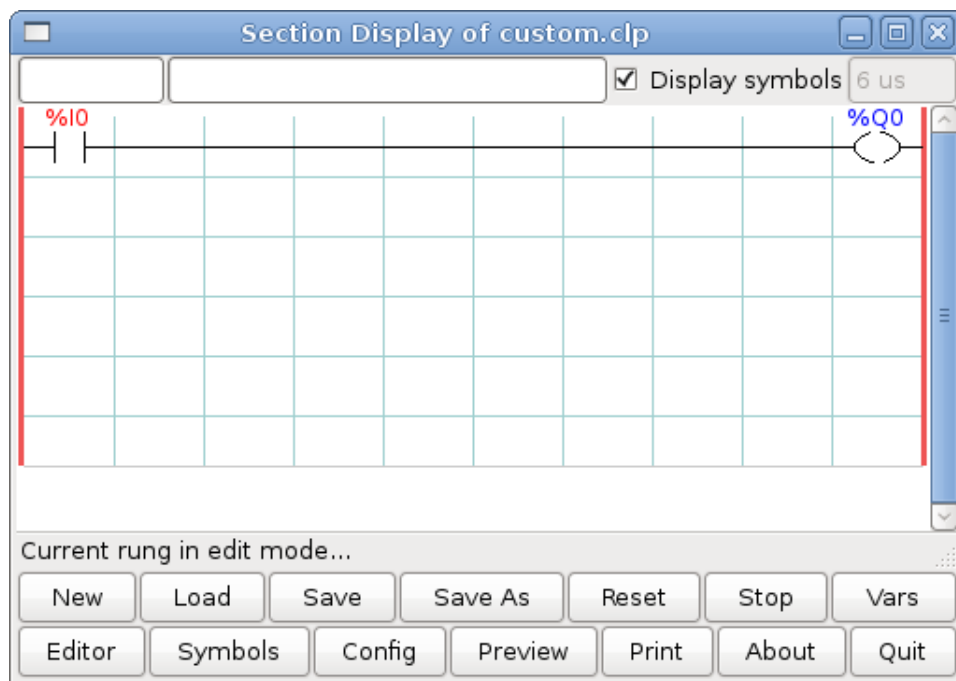 Section Display of custom.clp
Display symbols 6 us
%I0 %Q0
Current rung in edit mode...
New Load Save Save As Reset Stop Vars
Editor Symbols Config Preview Print About Quit